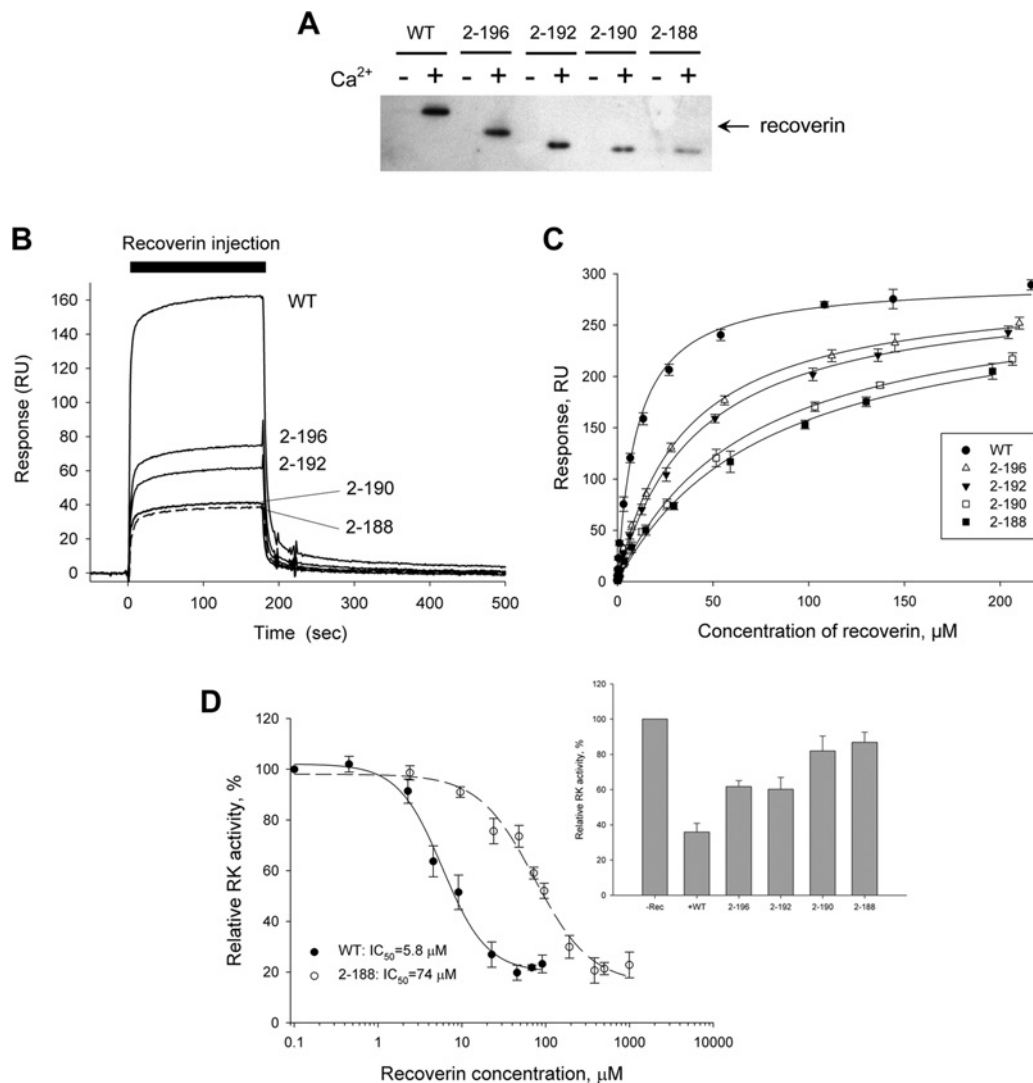 A
WT 2-196 2-192 2-190 2-188
Ca2+ - + - + - + - + - +
recoverin
B
Recoverin injection
WT
2-196
2-192
2-190
2-188
160
140
120
100
80
60
40
20
0
Response (RU)
0 100 200 300 400 500
Time (sec)
C
300
250
200
150
100
50
0
Response, RU
WT
2-196
2-192
2-190
2-188
0 50 100 150 200
Concentration of recoverin, µM
D
120
100
80
60
40
20
0
Relative RK activity, %
WT: IC50=5.8 µM
2-188: IC50=74 µM
0.1 1 10 100 1000 10000
Recoverin concentration, µM
120
100
80
60
40
20
0
Relative RK activity, %
-Rec +WT 2-196 2-192 2-190 2-188